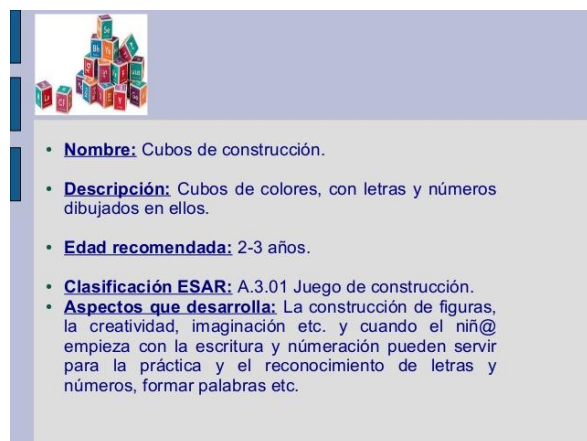 Se
Bk
• Nombre: Cubos de construcción.
• Descripción: Cubos de colores, con letras y números
dibujados en ellos.
• Edad recomendada: 2-3 años.
• Clasificación ESAR: A.3.01 Juego de construcción.
• Aspectos que desarrolla: La construcción de figuras,
la creatividad, imaginación etc. y cuando el niñ@
empieza con la escritura y númeración pueden servir
para la práctica y el reconocimiento de letras y
números, formar palabras etc.